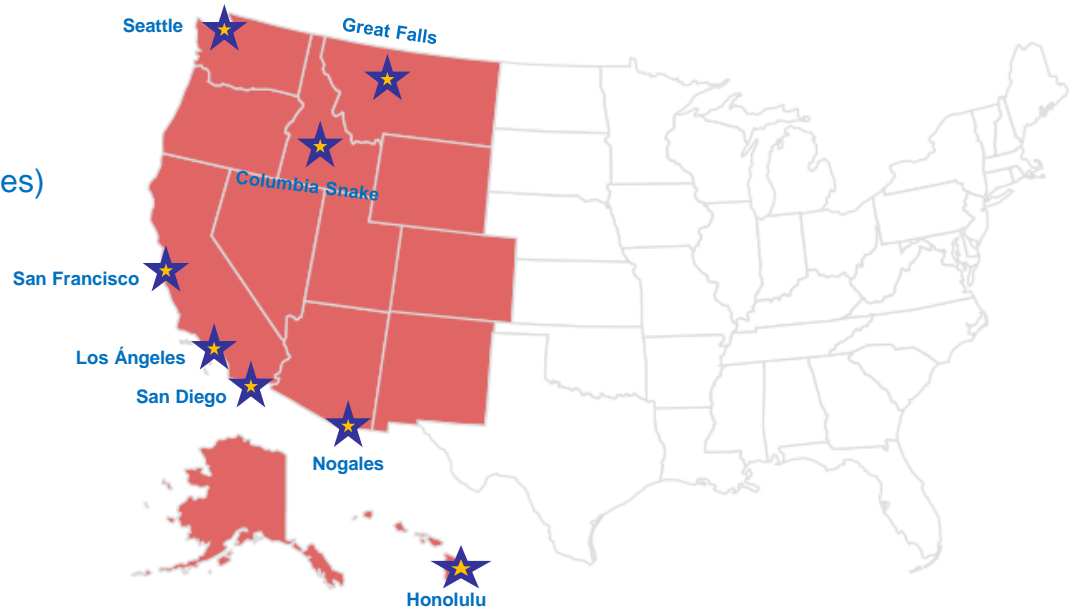 Seattle
Great Falls
es)
Columbia Snake
San Francisco
Los Ángeles
San Diego
Nogales
Honolulu